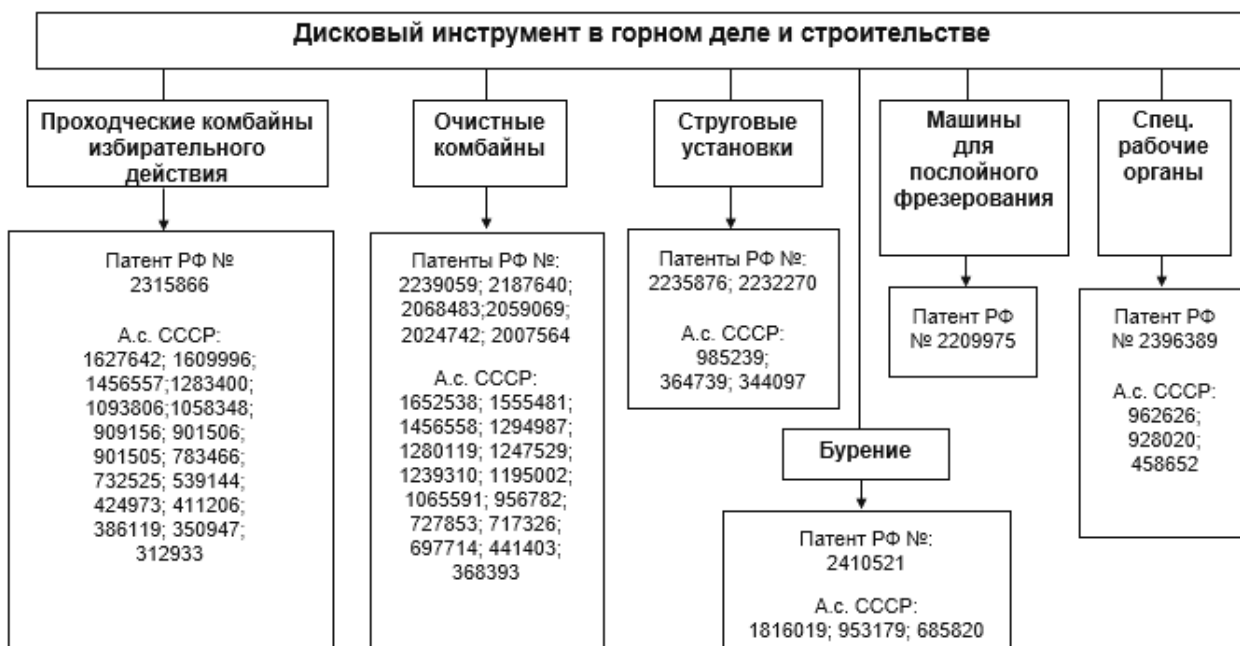 Дисковый инструмент в горном деле и строительстве
Проходческие комбайны
избирательного
действия
Патент РФ №
2315866
А.с. СССР:
1627642; 1609996;
1456557;1283400;
1093806;1058348;
909156; 901506;
901505; 783466;
732525; 539144;
424973; 411206;
386119; 350947;
312933
Очистные
комбайны
Патенты РФ №:
2239059; 2187640;
2068483;2059069;
2024742; 2007564
А.с. СССР:
1652538; 1555481;
1456558; 1294987;
1280119; 1247529;
1239310; 1195002;
1065591; 956782;
727853; 717326;
697714; 441403;
368393
Струговые
установки
Патенты РФ №:
2235876; 2232270
А.с. СССР:
985239;
364739; 344097
Бурение
Патент РФ №:
2410521
А.с. СССР:
1816019; 953179; 685820
Машины
для
послойного
фрезерования
Патент РФ
№ 2209975
Спец.
рабочие
органы
Патент РФ
№ 2396389
А.с. СССР:
962626;
928020;
458652